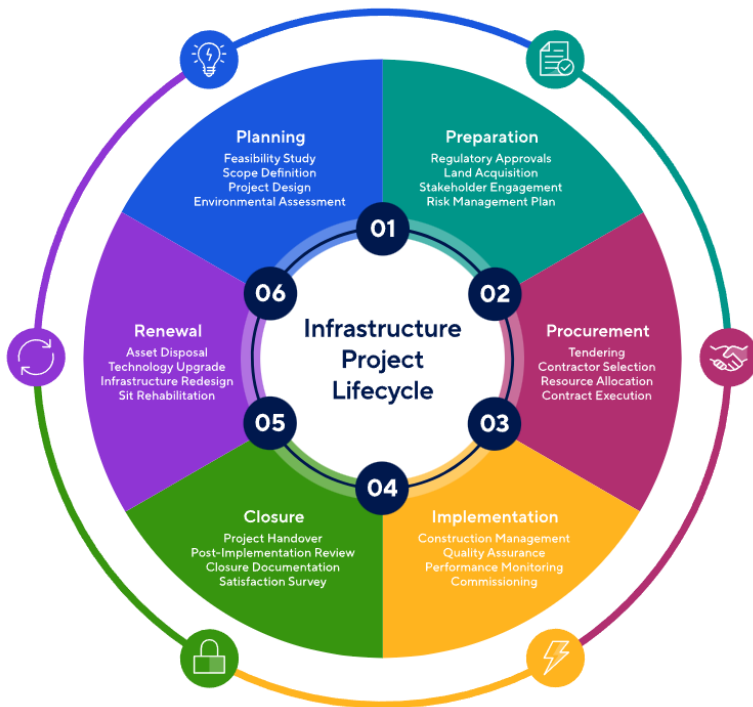 Planning
Feasibility Study
Scope Definition
Project Design
Environmental Assessment
Preparation
Regulatory Approvals
Land Acquisition
Stakeholder Engagement
Risk Management Plan
01
02
03
04
05
06
Infrastructure
Project
Lifecycle
Procurement
Tendering
Contractor Selection
Resource Allocation
Contract Execution
Implementation
Construction Management
Quality Assurance
Performance Monitoring
Commissioning
Closure
Project Handover
Post-Implementation Review
Closure Documentation
Satisfaction Survey
Renewal
Asset Disposal
Technology Upgrade
Infrastructure Redesign
Sit Rehabilitation